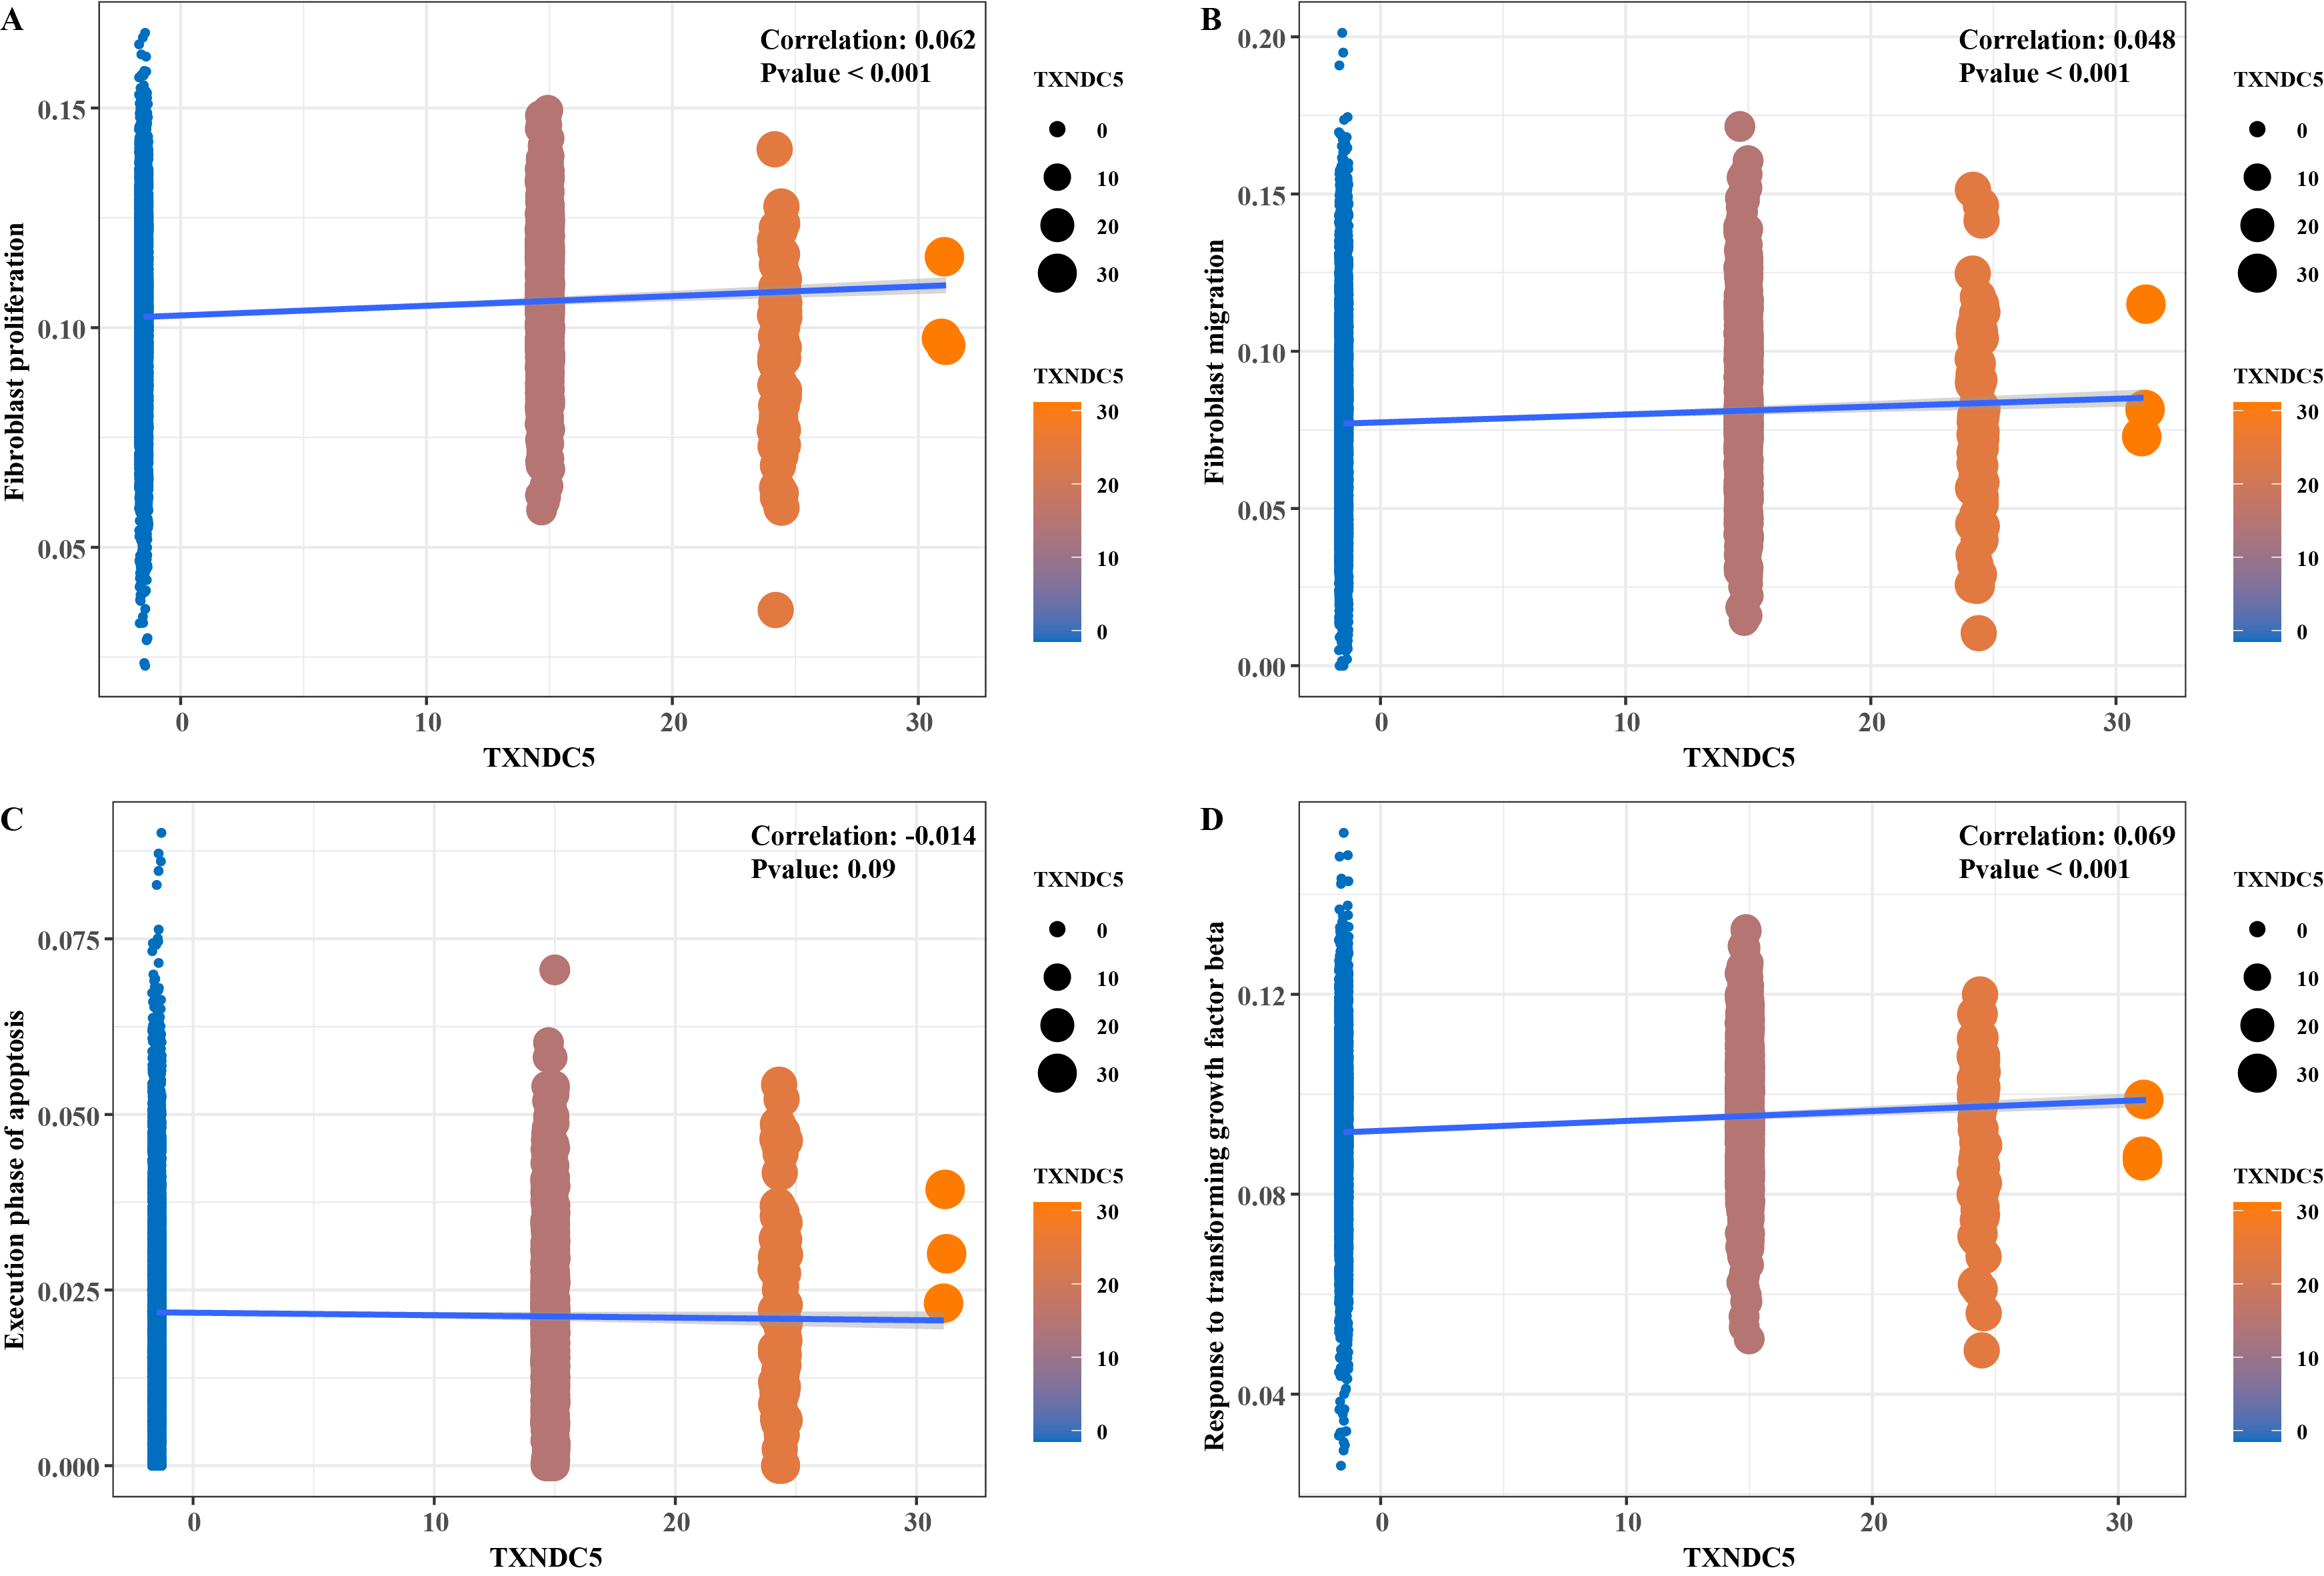 A
Correlation: 0.062
Pvalue < 0.001
Fibroblast proliferation
0.15
0.10
0.05
0
10
20
30
TXNDC5
TXNDC5
0
10
20
30
TXNDC5
30
20
10
0
B
Correlation: 0.048
Pvalue < 0.001
Fibroblast migration
0.20
0.15
0.10
0.05
0.00
0
10
20
30
TXNDC5
TXNDC5
0
10
20
30
TXNDC5
30
20
10
0
C
Correlation: -0.014
Pvalue: 0.09
Execution phase of apoptosis
0.075
0.050
0.025
0.000
0
10
20
30
TXNDC5
TXNDC5
0
10
20
30
TXNDC5
30
20
10
0
D
Correlation: 0.069
Pvalue < 0.001
Response to transforming growth factor beta
0.12
0.08
0.04
0
10
20
30
TXNDC5
TXNDC5
0
10
20
30
TXNDC5
30
20
10
0